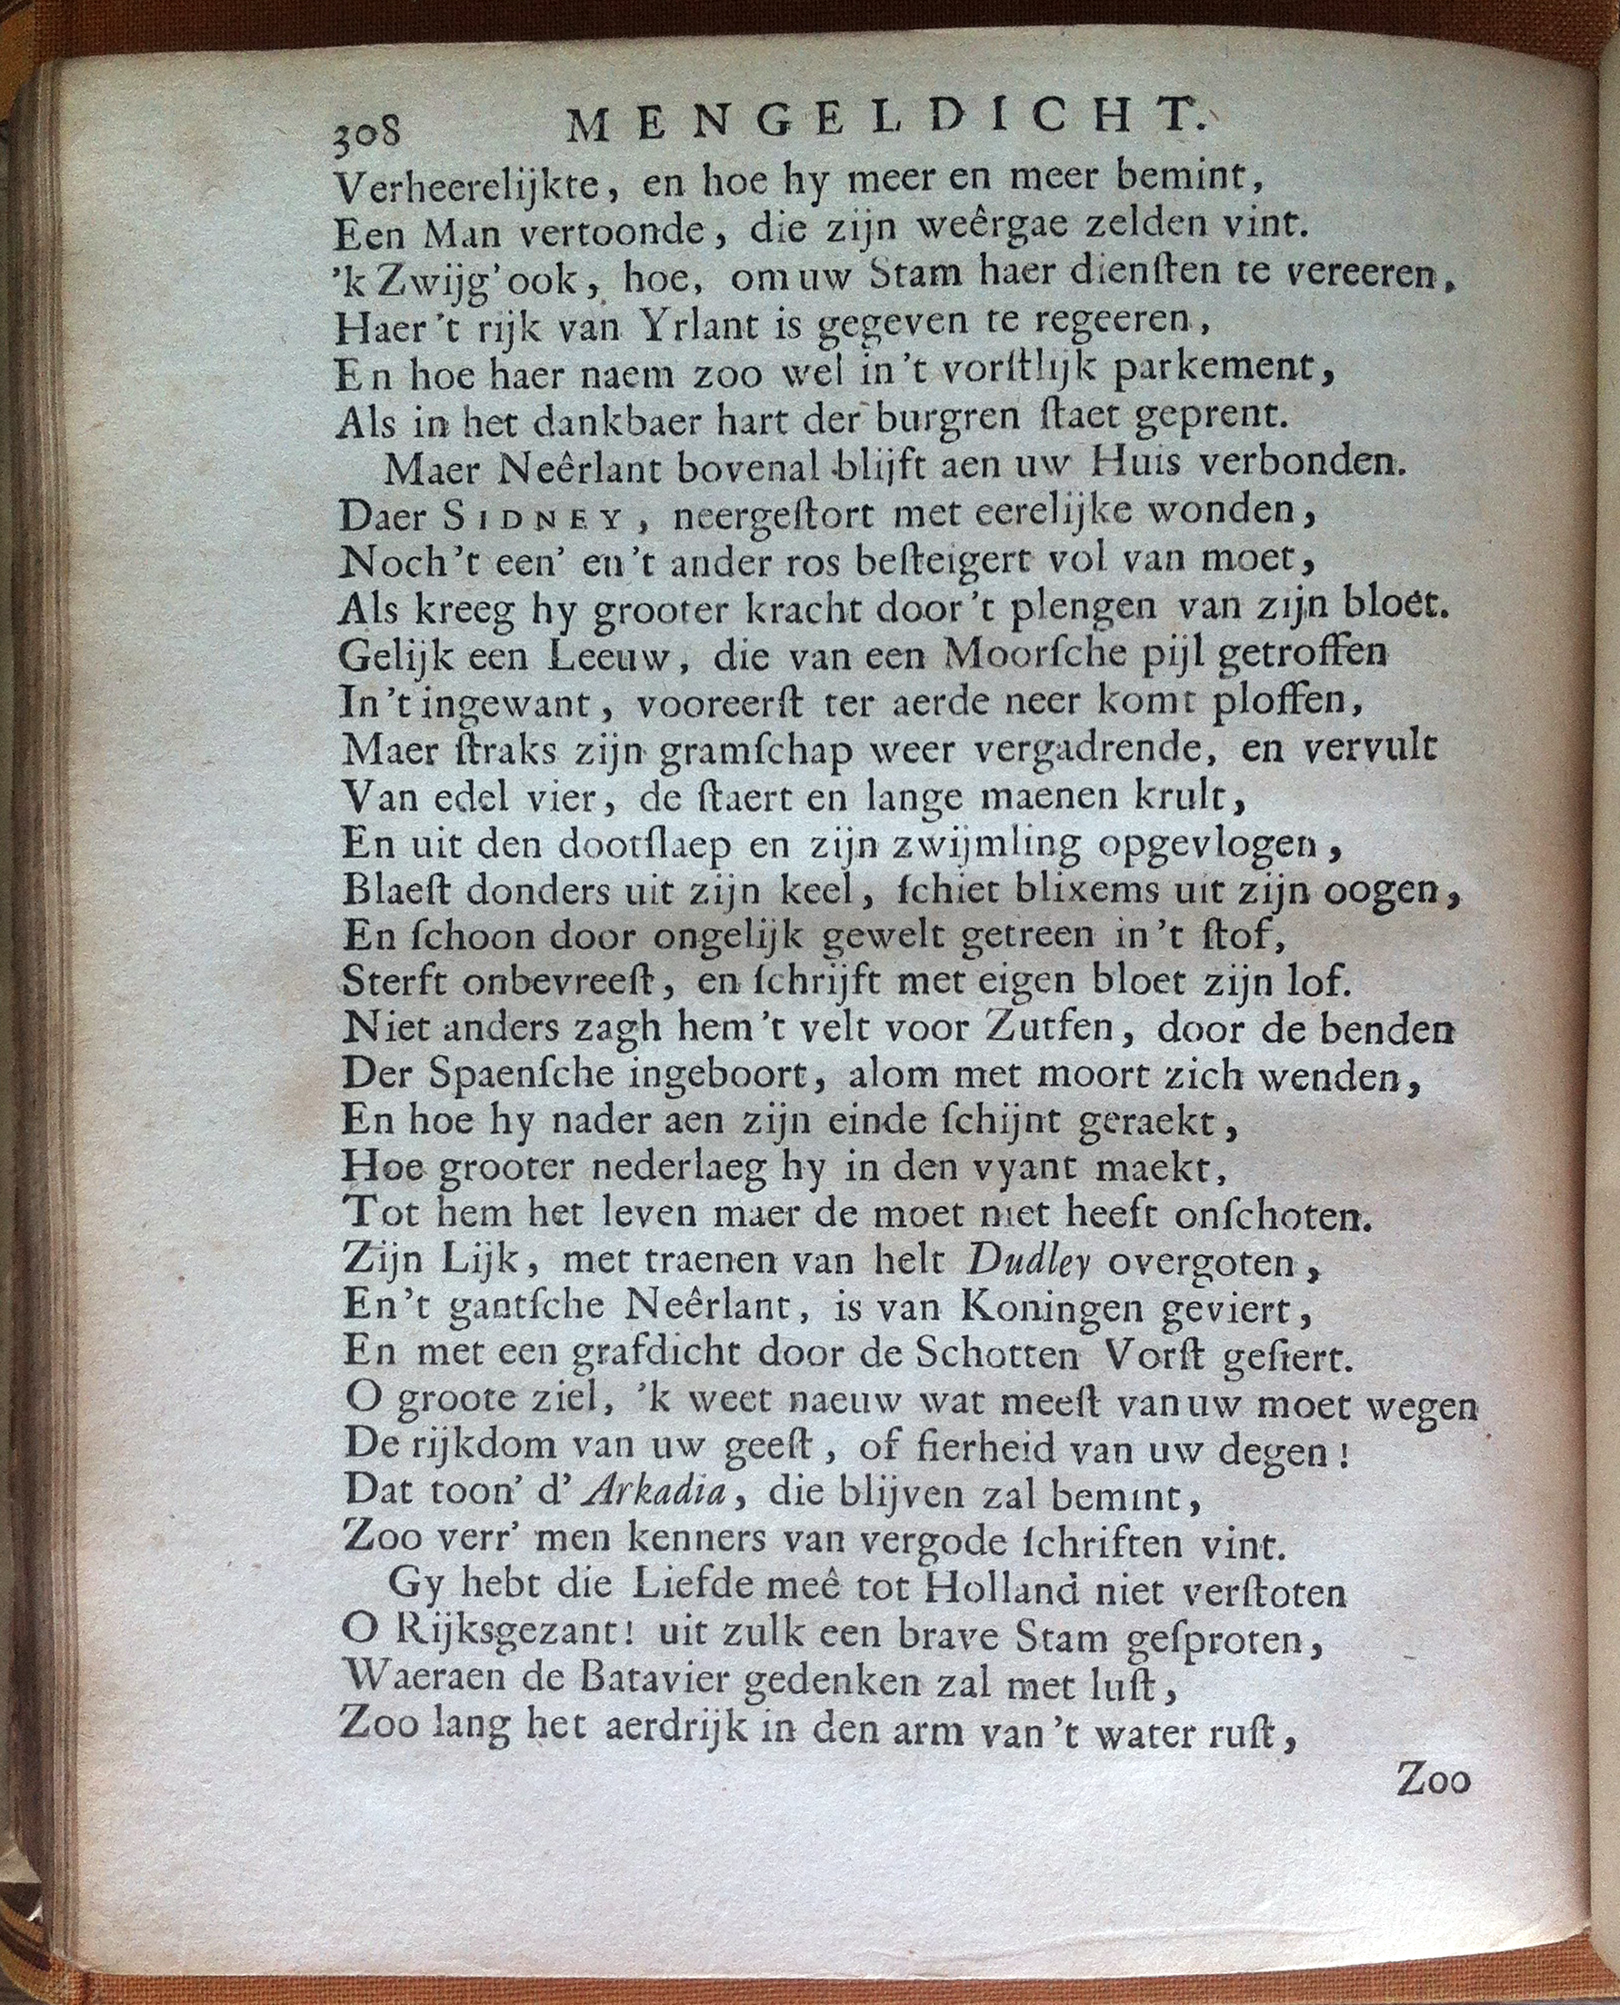 308 MENGELDICHT.
Verheerelijkte, en hoe hy meer en meer bemint,
Een Man vertoonde, die zijn weêrgae zelden vint.
'k Zwijg' ook, hoe, om uw Stam haer dienſten te vereeren,
Haer 't rijk van Yrlant is gegeven te regeeren,
En hoe haer naem zoo wel in 't vorſtlijk parkement,
Als in het dankbaer hart der burgren ſtaet geprent.
Maer Neêrlant bovenal blijft aen uw Huis verbonden.
Daer SIDNEY, neergeſtort met eerelijke wonden,
Noch 't een' en 't ander ros beſteigert vol van moet,
Als kreeg hy grooter kracht door 't plengen van zijn bloet.
Gelijk een Leeuw, die van een Moorſche pijl getroffen
In 't ingewant, vooreerſt ter aerde neer komt ploffen,
Maer ſtraks zijn gramſchap weer vergadrende, en vervult
Van edel vier, de ſtaert en lange maenen krult,
En uit den dootſlaep en zijn zwijmling opgevlogen,
Blaeſt donders uit zijn keel, ſchiet blixems uit zijn oogen,
En ſchoon door ongelijk gewelt getreen in 't ſtof,
Sterft onbevreeſt, en ſchrijft met eigen bloet zijn lof.
Niet anders zagh hem 't velt voor Zutfen, door de benden
Der Spaenſche ingeboort, alom met moort zich wenden,
En hoe hy nader aen zijn einde ſchijnt geraekt,
Hoe grooter nederlaeg hy in den vyant maekt,
Tot hem het leven maer de moet niet heeft onſchoten.
Zijn Lijk, met traenen van helt Dudley overgoten,
En 't gantſche Neêrlant, is van Koningen geviert,
En met een grafdicht door de Schotten Vorſt geſiert.
O groote ziel, 'k weet naeuw wat meeſt van uw moet wegen
De rijkdom van uw geeſt, of fierheid van uw degen!
Dat toon' d' Arkadia, die blijven zal bemint,
Zoo verr' men kenners van vergode ſchriften vint.
Gy hebt die Liefde meê tot Holland niet verſtoten
O Rijksgezant! uit zulk een brave Stam geſproten,
Waeraen de Batavier gedenken zal met luſt,
Zoo lang het aerdrijk in den arm van 't water ruſt,
Zoo